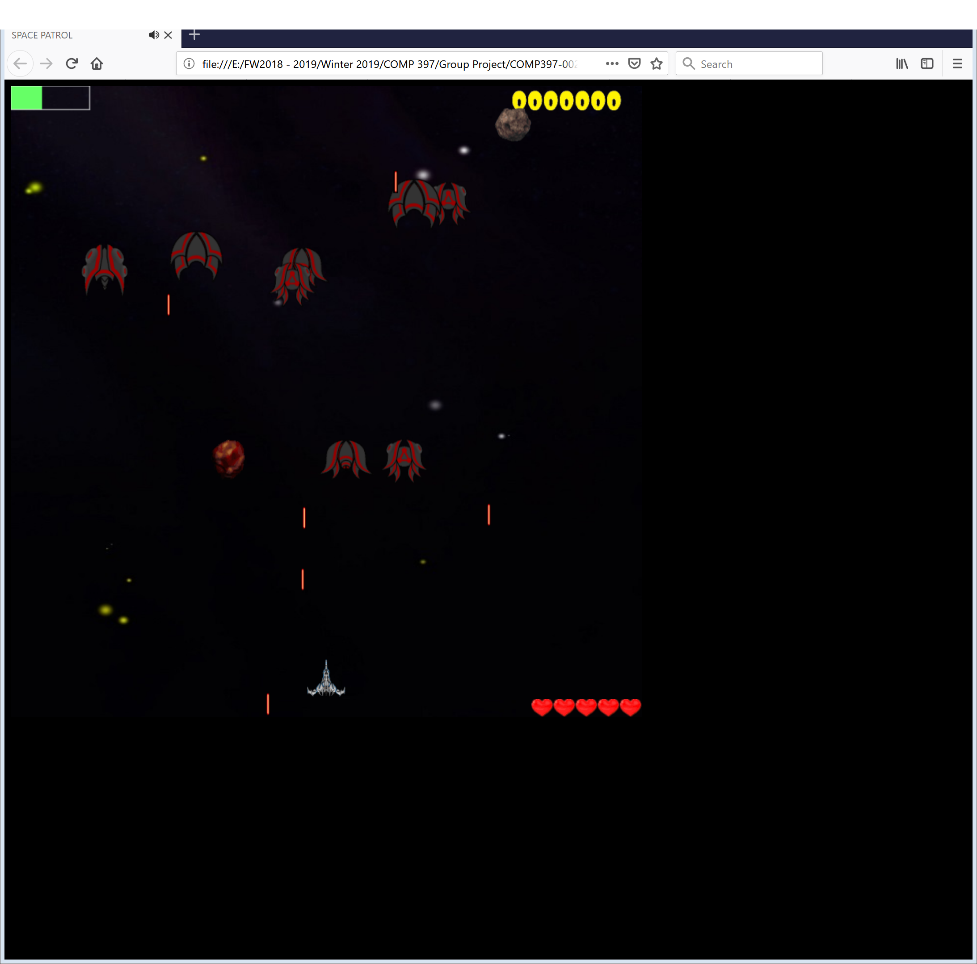 SPACE PATROL
file:///E:/FW2018 - 2019/Winter 2019/COMP 397/Group Project/COMP397-00
Search
0000000